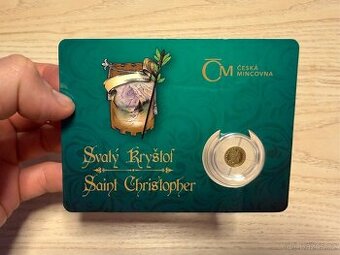 ČM ČESKÁ
MINCOVNA
Svatý Kryštof
Saint Christopher